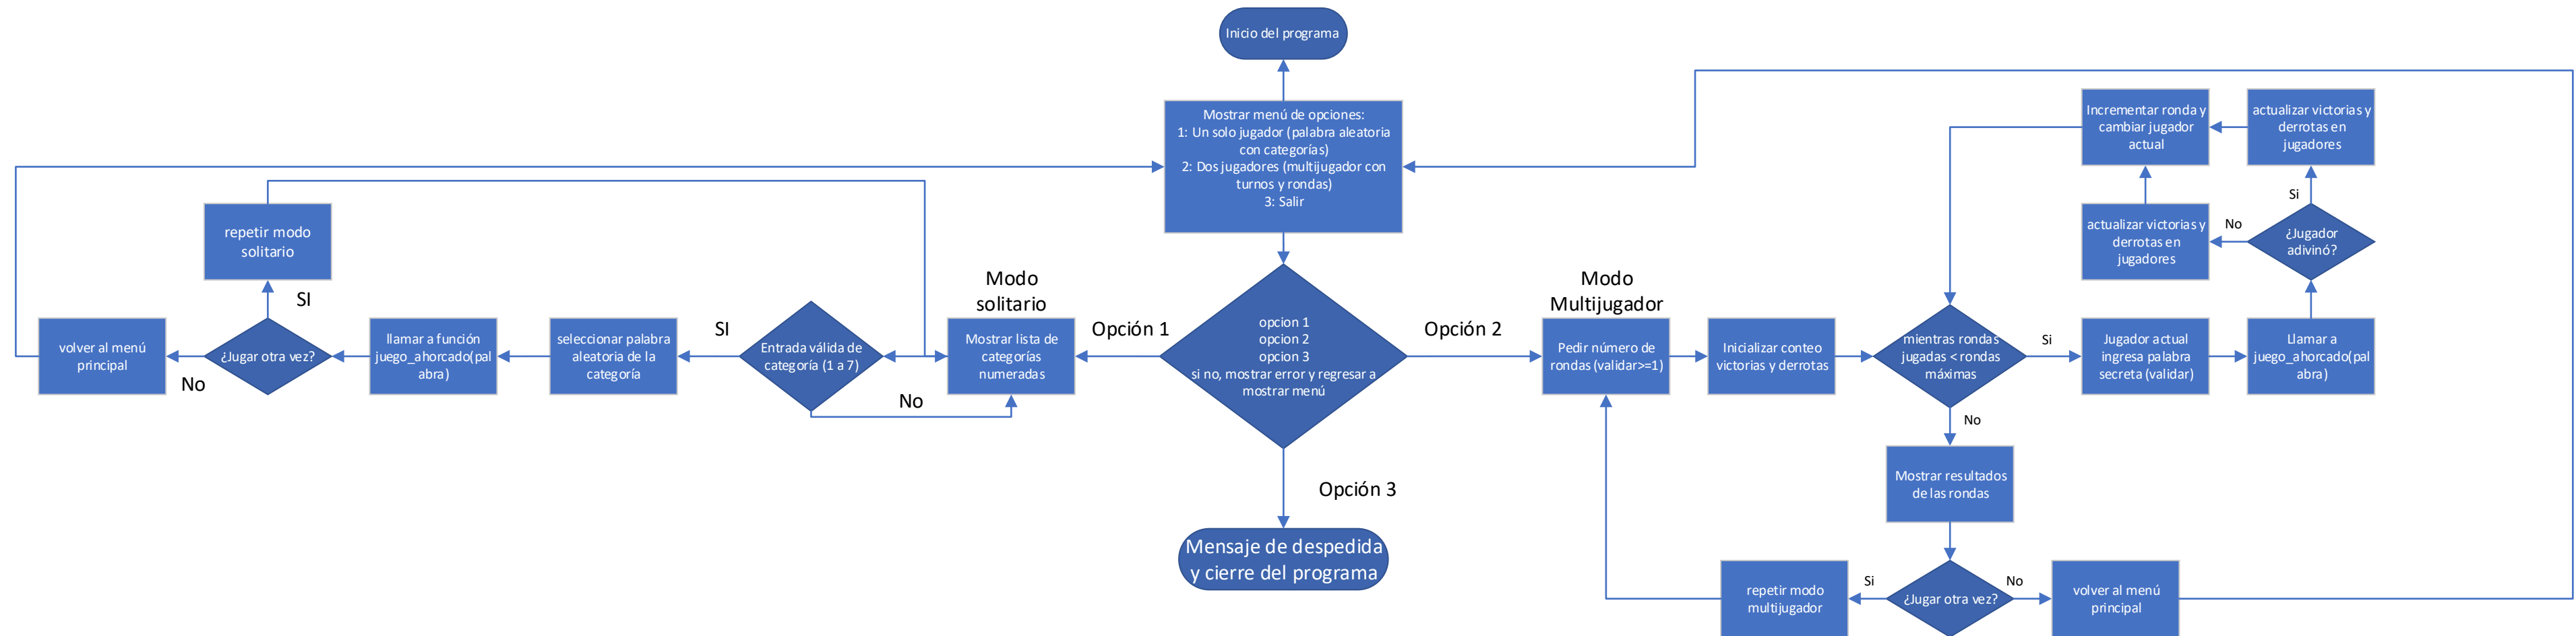 Inicio del programa
Mostrar menú de opciones:
1: Un solo jugador (palabra aleatoria
con categorías)
2: Dos jugadores (multijugador con
turnos y rondas)
3: Salir
opcion 1
opcion 2
opcion 3
si no, mostrar error y regresar a
mostrar menú
Opción 1
Modo
solitario
Mostrar lista de
categorías
numeradas
Entrada válida de
categoría (1 a 7)
No
SI
seleccionar palabra
aleatoria de la
categoría
llamar a función
juego_ahorcado(pal
abra)
¿Jugar otra vez?
SI
repetir modo
solitario
No
volver al menú
principal
Opción 2
Modo
Multijugador
Pedir número de
rondas (validar>=1)
Inicializar conteo
victorias y derrotas
mientras rondas
jugadas < rondas
máximas
Si
Jugador actual
ingresa palabra
secreta (validar)
Llamar a
juego_ahorcado(pal
abra)
¿Jugador
adivinó?
Si
actualizar victorias y
derrotas en
jugadores
No
actualizar victorias y
derrotas en
jugadores
Incrementar ronda y
cambiar jugador
actual
No
Mostrar resultados
de las rondas
¿Jugar otra vez?
Si
repetir modo
multijugador
No
volver al menú
principal
Opción 3
Mensaje de despedida
y cierre del programa